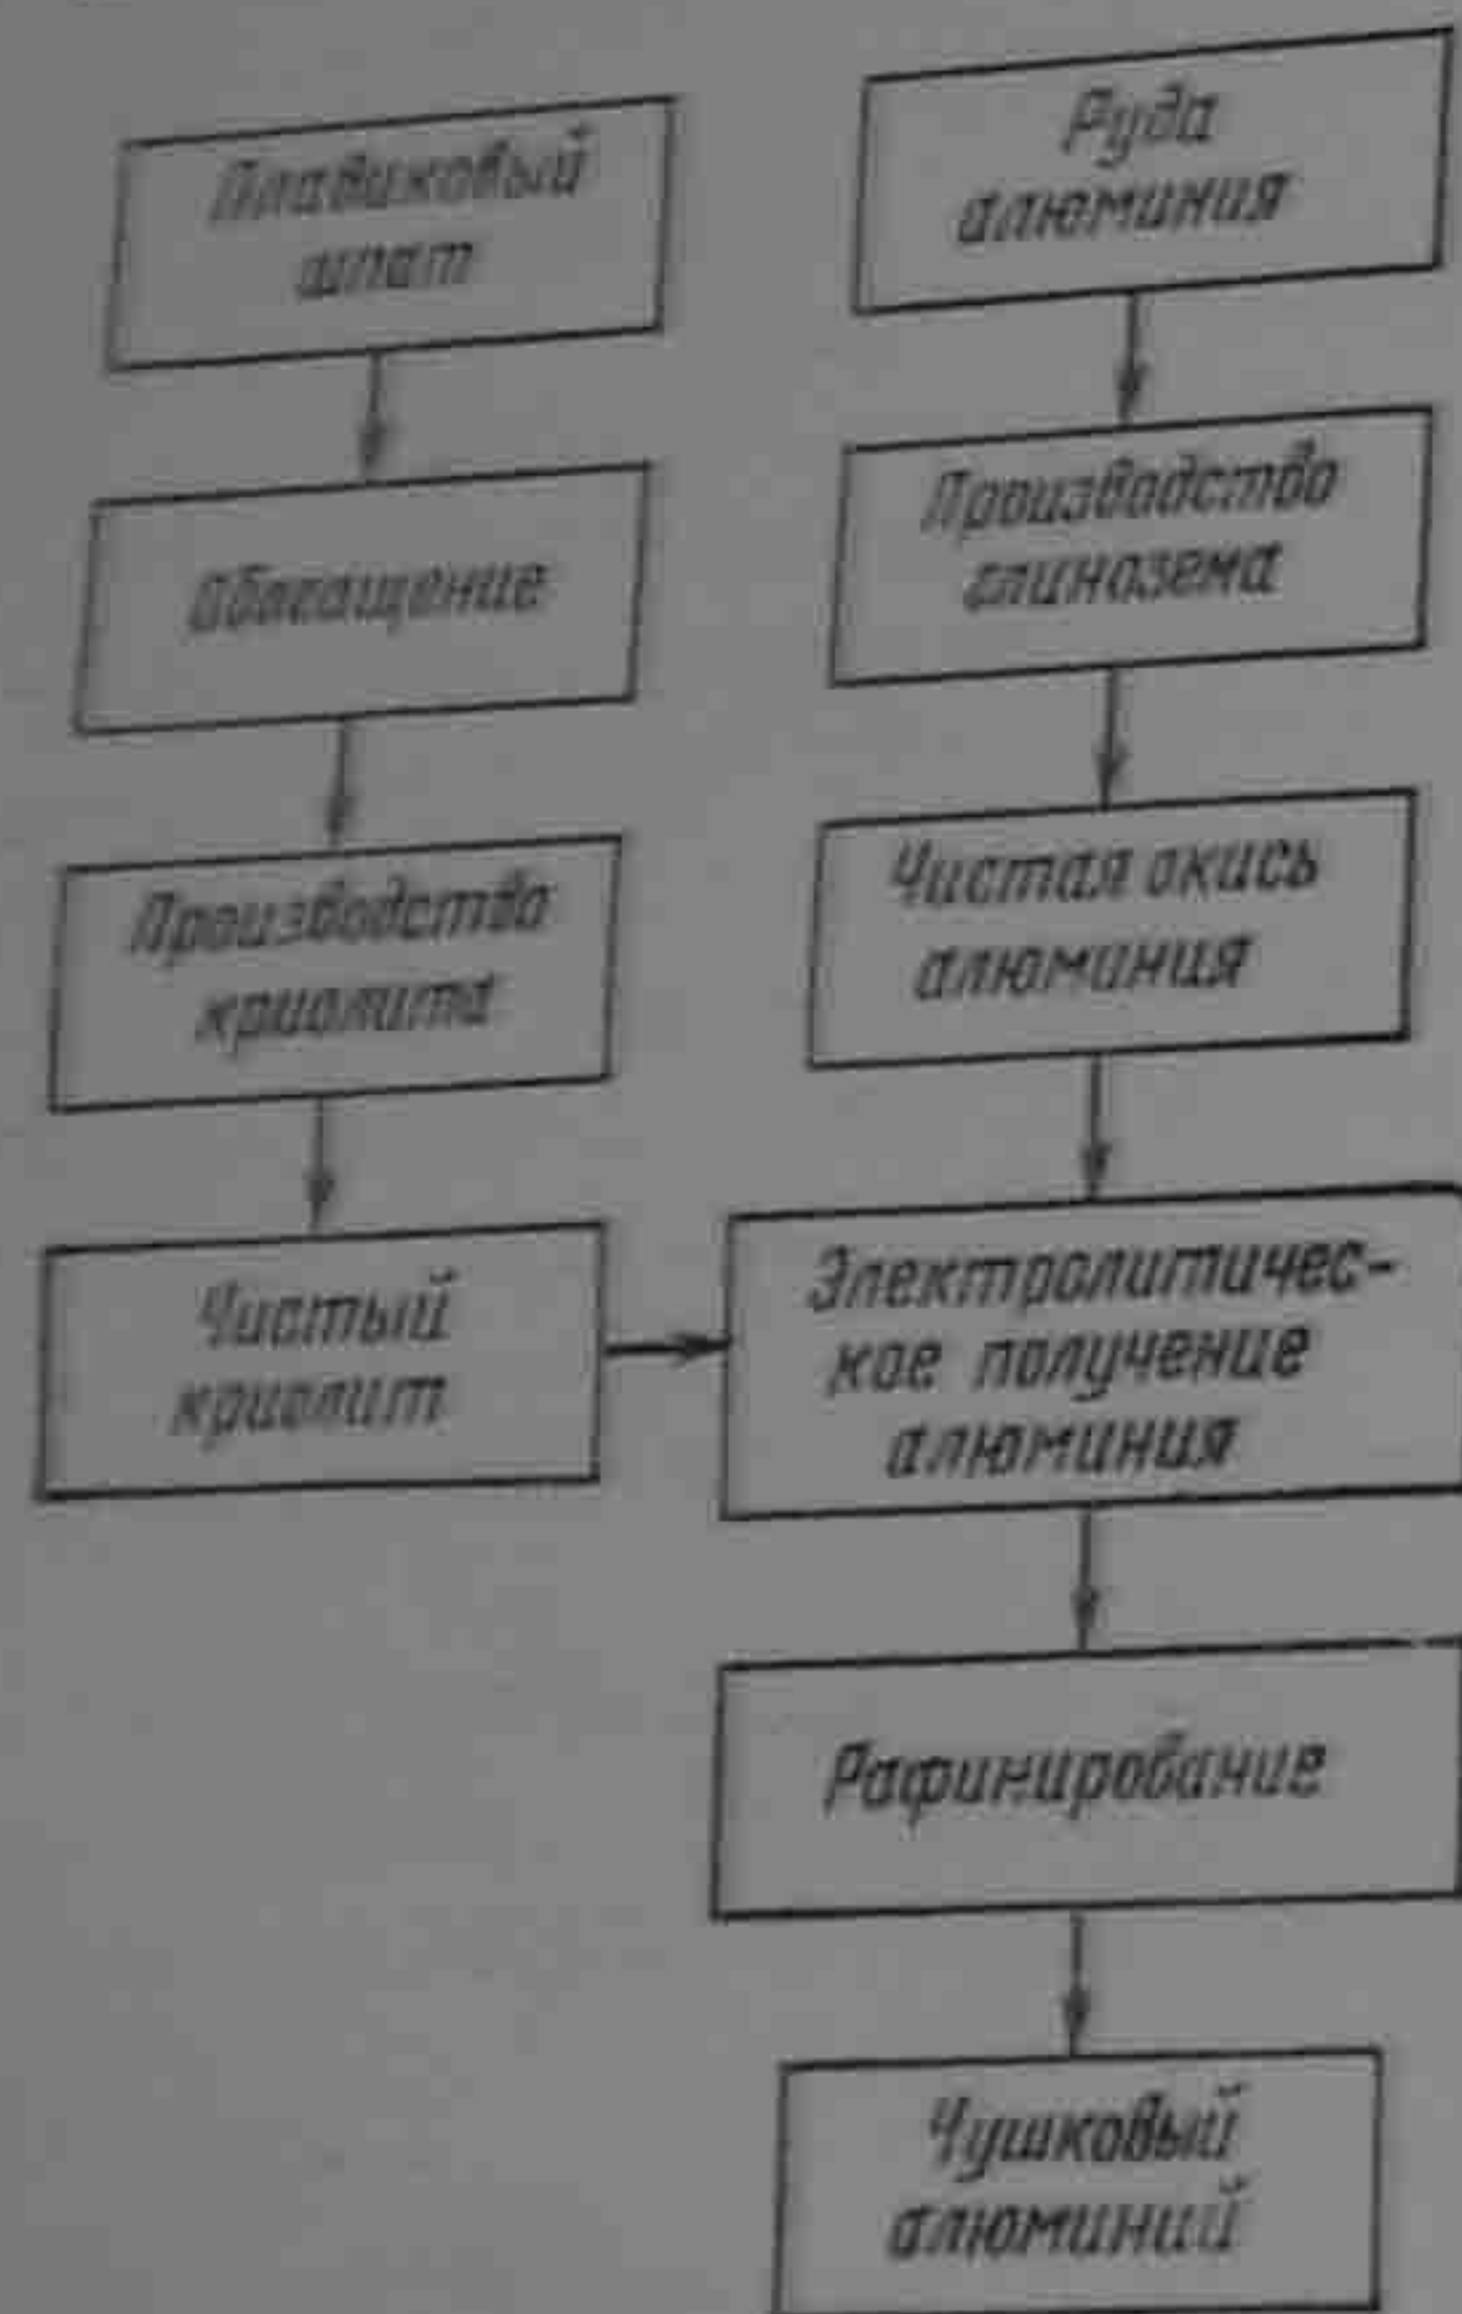 Плавиковый
шпат
Обогащение
Производство
криолита
Чистый
криолит
Руда
алюминия
Производство
глинозема
Чистая окись
алюминия
Электролитичес-
кое получение
алюминия
Рафинирование
Чушковый
алюминий